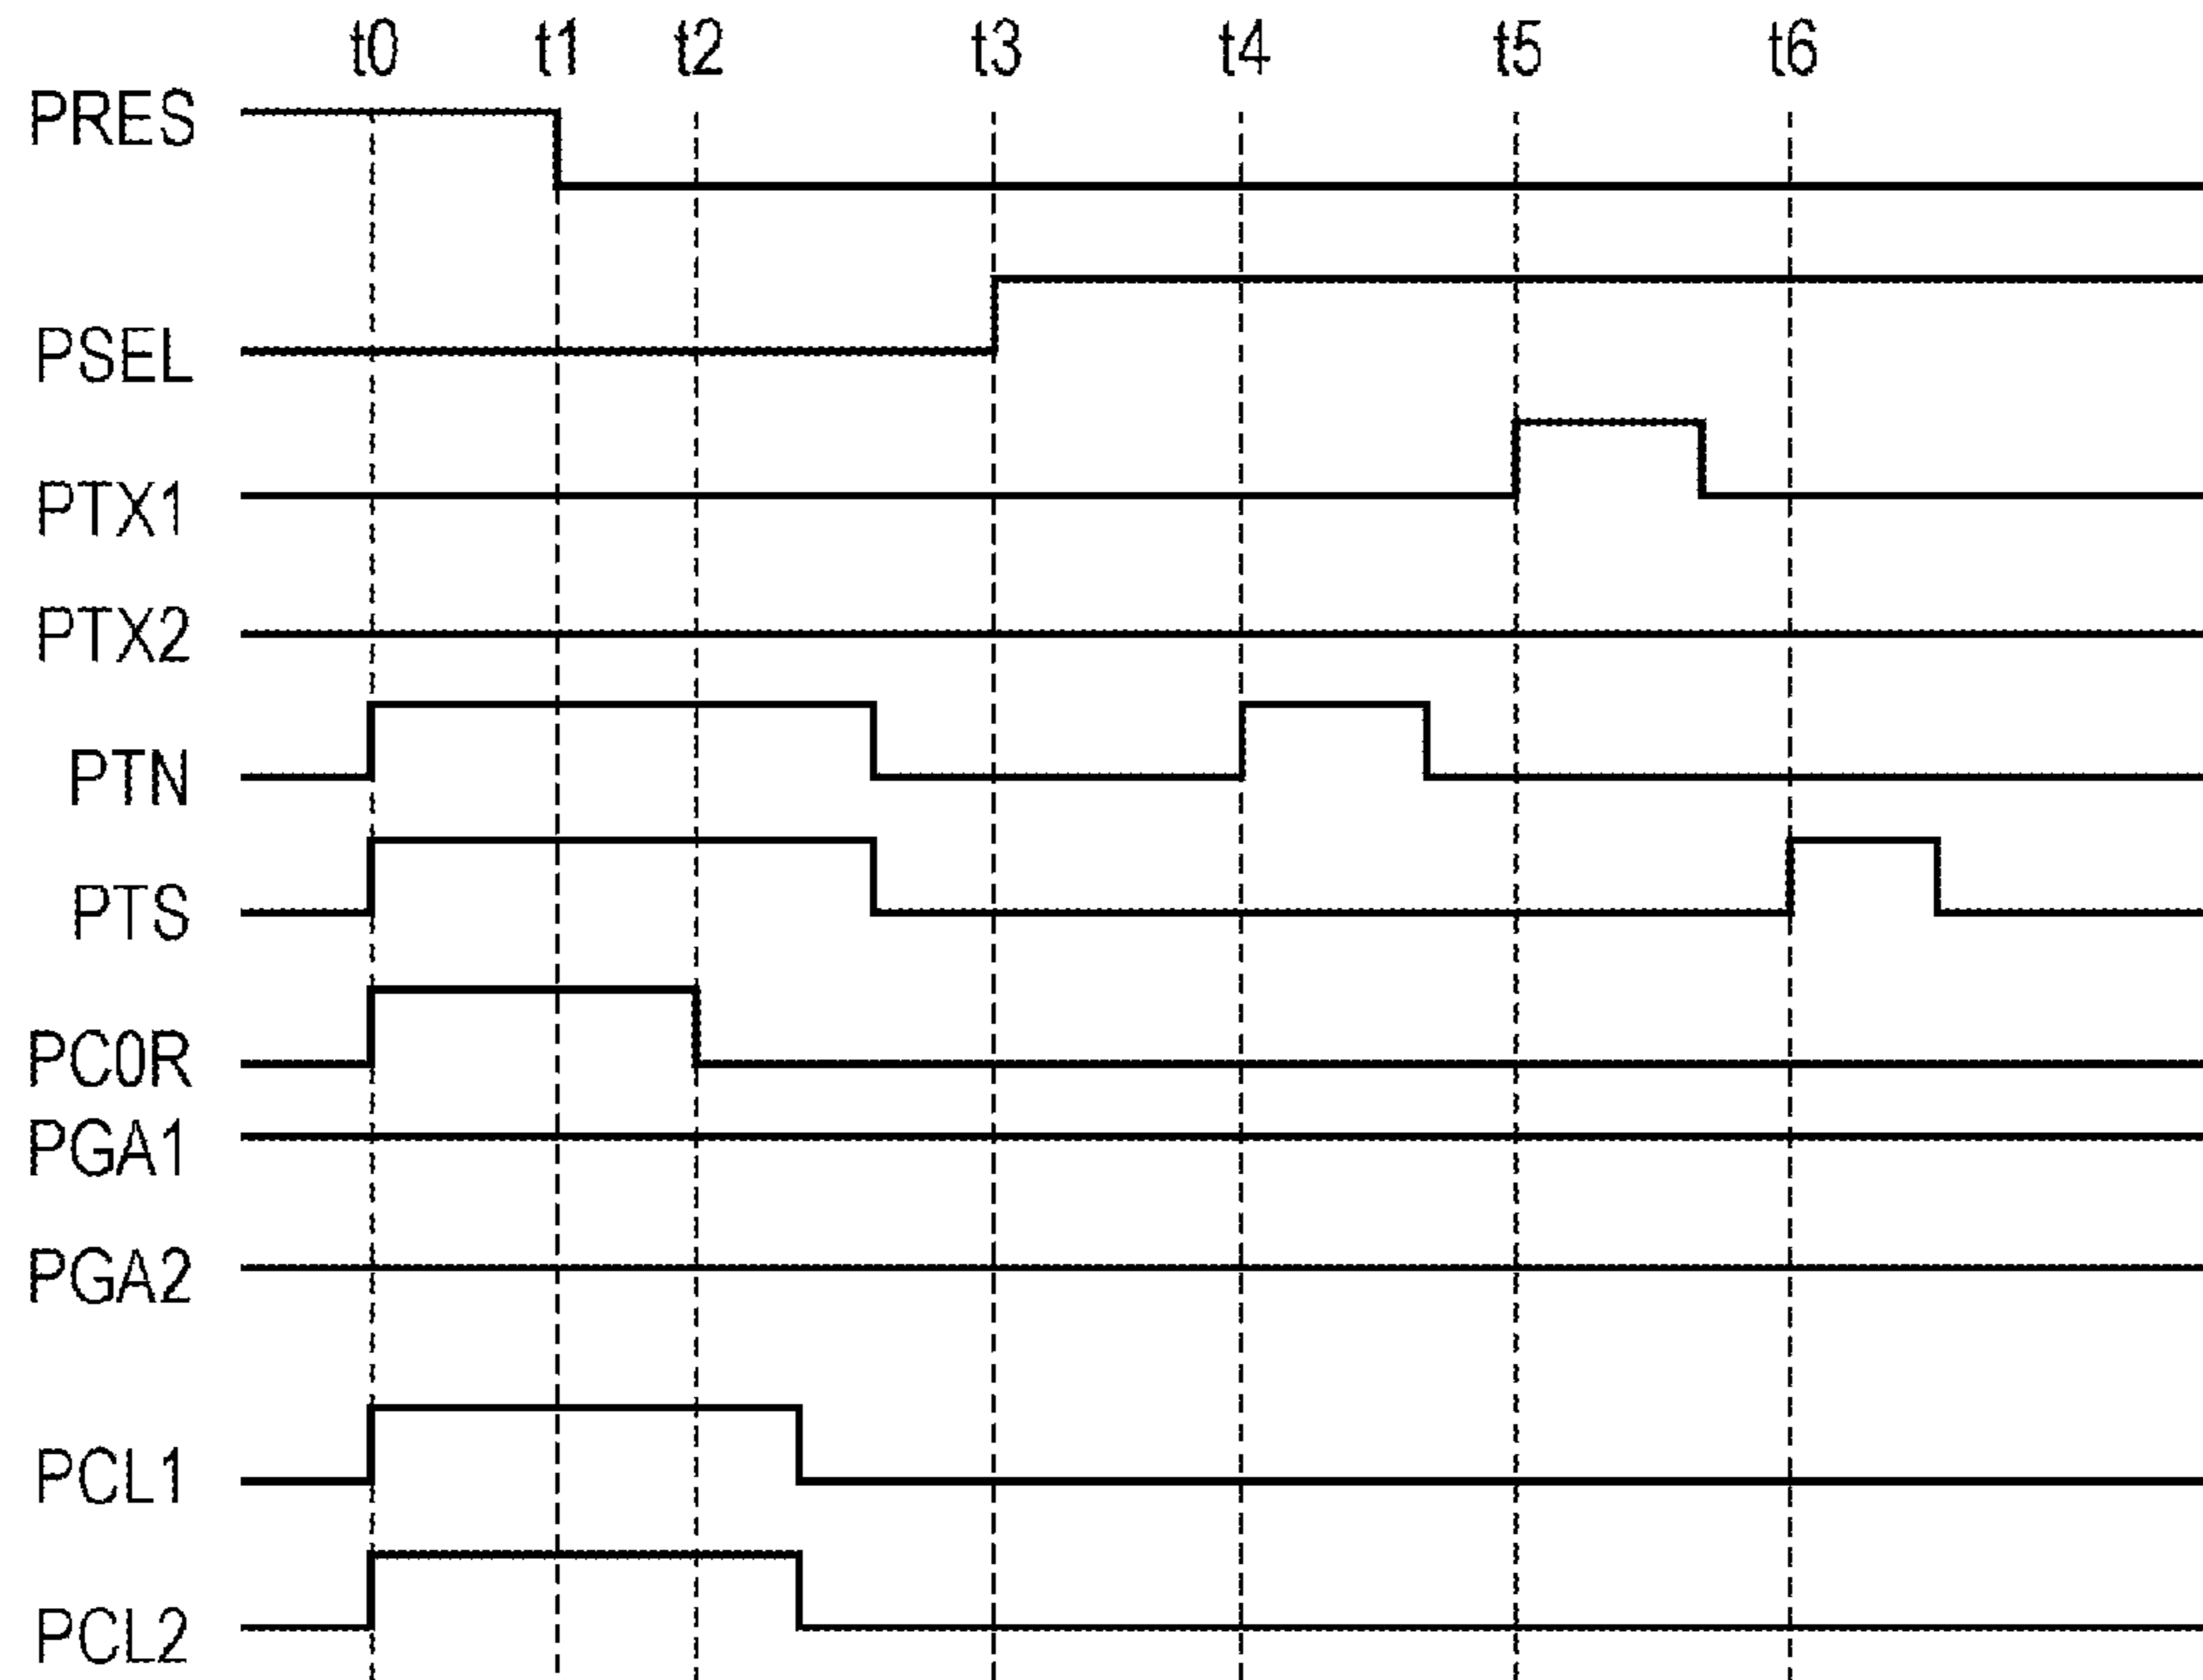 t0 t1 t2 t3 t4 t5 t6
PRES
PSEL
PTX1
PTX2
PTN
PTS
PC0R
PGA1
PGA2
PCL1
PCL2